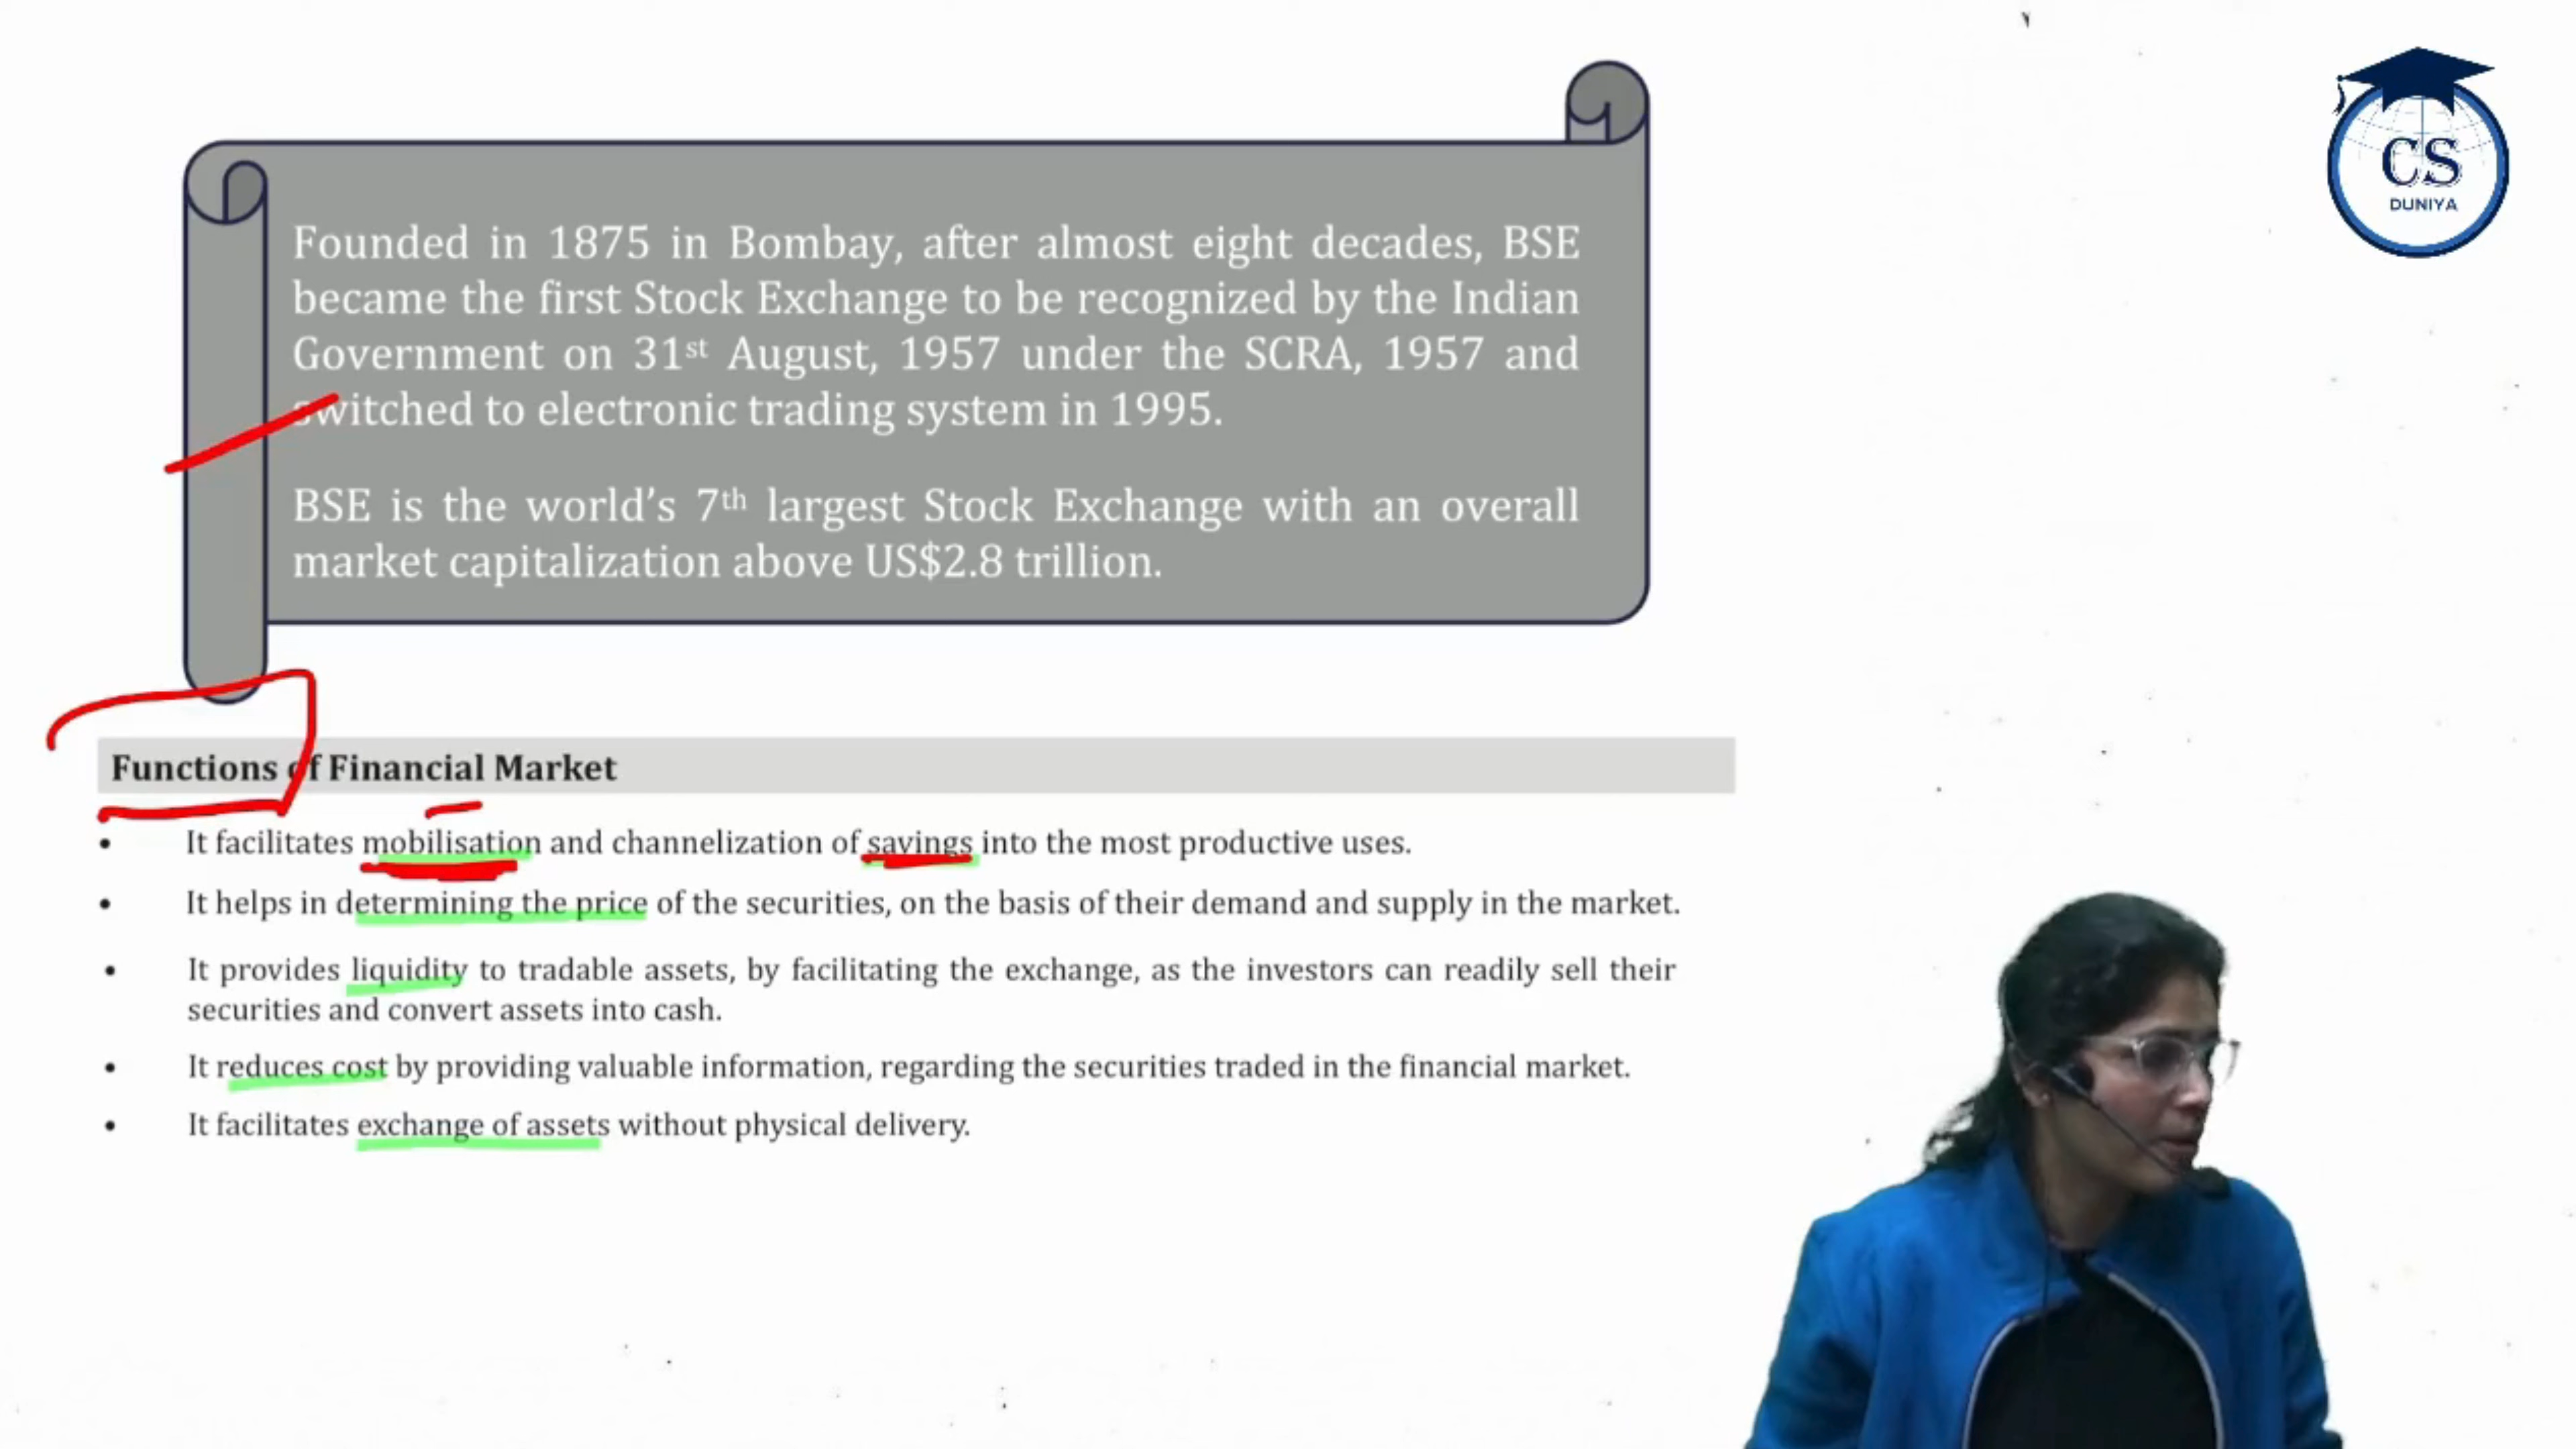 CS
DUNIYA
Founded in 1875 in Bombay, after almost eight decades, BSE
became the first Stock Exchange to be recognized by the Indian
Government on 31st August, 1957 under the SCRA, 1957 and
switched to electronic trading system in 1995.
BSE is the world's 7th largest Stock Exchange with an overall
market capitalization above US$2.8 trillion.
Functions of Financial Market
• It facilitates mobilisation and channelization of savings into the most productive uses.
• It helps in determining the price of the securities, on the basis of their demand and supply in the market.
• It provides liquidity to tradable assets, by facilitating the exchange, as the investors can readily sell their
securities and convert assets into cash.
• It reduces cost by providing valuable information, regarding the securities traded in the financial market.
• It facilitates exchange of assets without physical delivery.